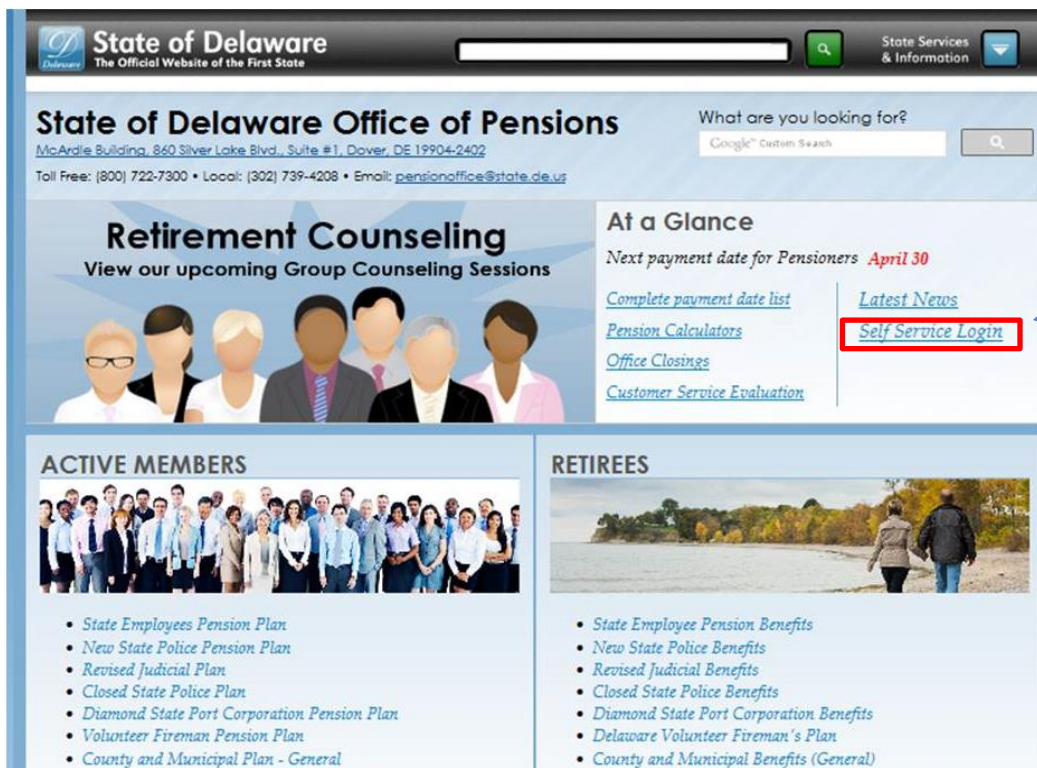 State of Delaware
The Official Website of the First State
Delaware
State Services
& Information
State of Delaware Office of Pensions
McArdle Building, 860 Silver Lake Blvd., Suite #1, Dover, DE 19904-2402
Toll Free: (800) 722-7300 • Local: (302) 739-4208 • Email: pensionoffice@state.de.us
What are you looking for?
Google™ Custom Search
Retirement Counseling
View our upcoming Group Counseling Sessions
At a Glance
Next payment date for Pensioners April 30
Complete payment date list
Pension Calculators
Office Closings
Customer Service Evaluation
Latest News
Self Service Login
ACTIVE MEMBERS
• State Employees Pension Plan
• New State Police Pension Plan
• Revised Judicial Plan
• Closed State Police Plan
• Diamond State Port Corporation Pension Plan
• Volunteer Fireman Pension Plan
• County and Municipal Plan - General
RETIREES
• State Employee Pension Benefits
• New State Police Benefits
• Revised Judicial Benefits
• Closed State Police Benefits
• Diamond State Port Corporation Benefits
• Delaware Volunteer Fireman's Plan
• County and Municipal Benefits (General)